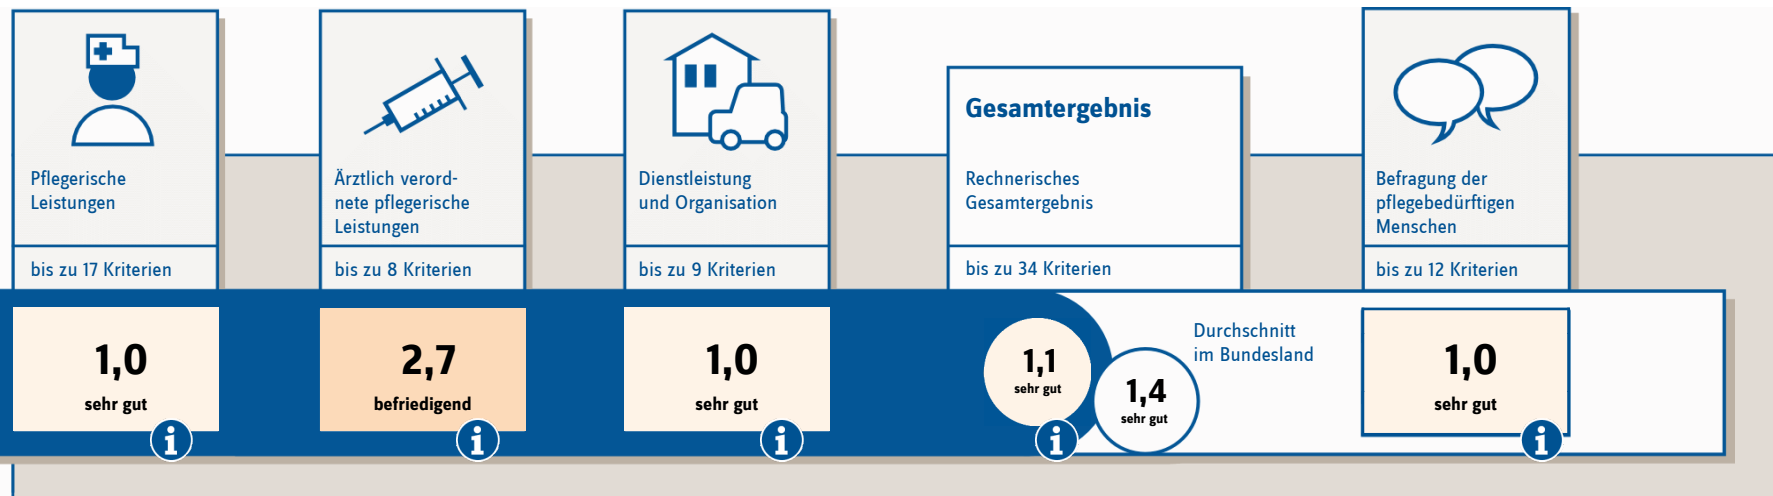 Pflegerische
Leistungen
bis zu 17 Kriterien
1,0
sehr gut
i
Ärztlich verord-
nete pflegerische
Leistungen
bis zu 8 Kriterien
2,7
befriedigend
i
Dienstleistung
und Organisation
bis zu 9 Kriterien
1,0
sehr gut
i
Gesamtergebnis
Rechnerisches
Gesamtergebnis
bis zu 34 Kriterien
1,1
sehr gut
i
Durchschnitt
im Bundesland
1,4
sehr gut
Befragung der
pflegebedürftigen
Menschen
bis zu 12 Kriterien
1,0
sehr gut
i